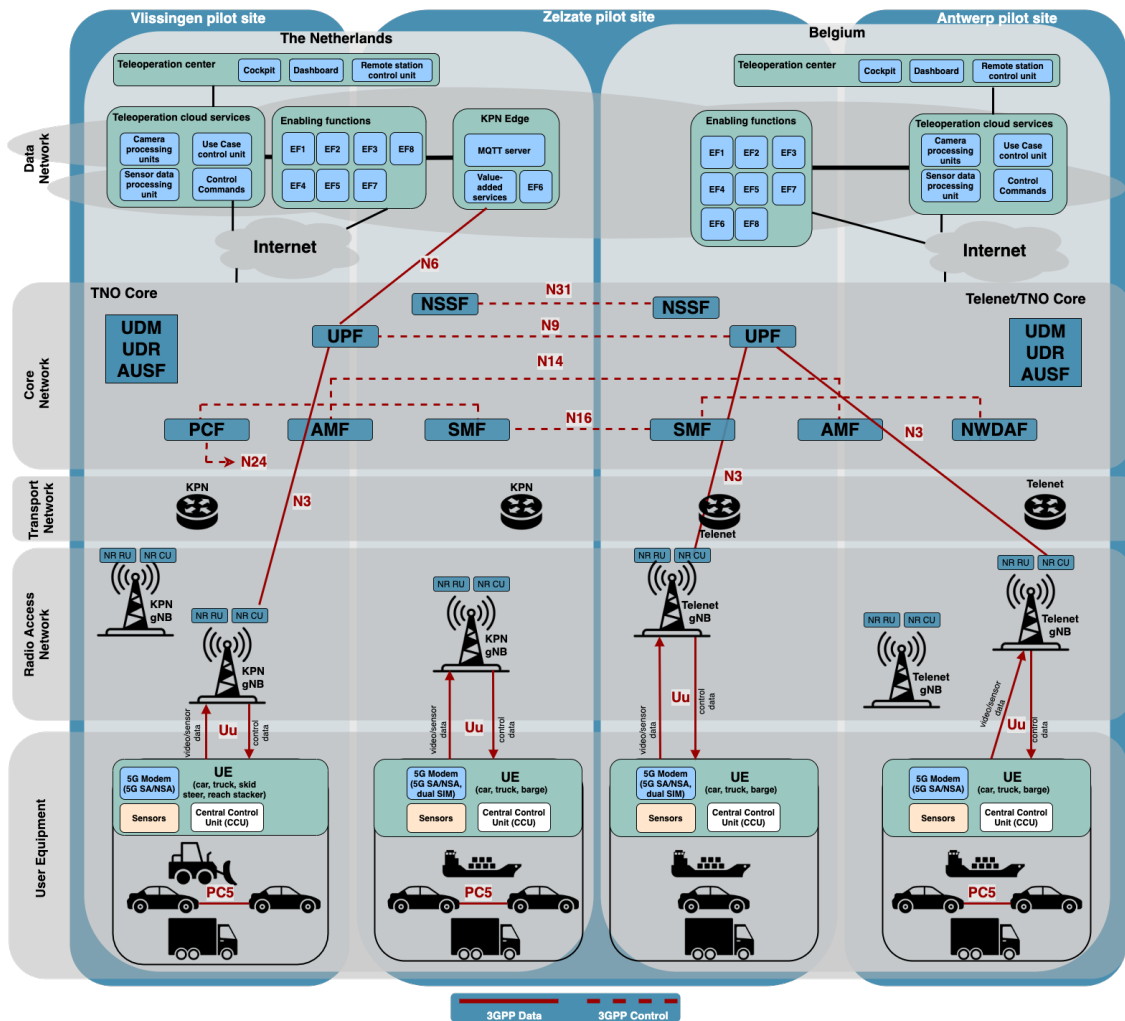 Vlissingen pilot site
Zelzate pilot site
Antwerp pilot site
The Netherlands
Belgium
Teleoperation center
Cockpit
Dashboard
Remote station
control unit
Teleoperation center
Cockpit
Dashboard
Remote station
control unit
Data
Network
Teleoperation cloud services
Camera
processing
units
Use Case
control unit
Sensor data
processing
unit
Control
Commands
Enabling functions
EF1
EF2
EF3
EF8
EF4
EF5
EF7
KPN Edge
MQTT server
Value-
added
services
EF6
Enabling functions
EF1
EF2
EF3
EF4
EF5
EF7
EF6
EF8
Teleoperation cloud services
Camera
processing
units
Use Case
control unit
Sensor data
processing
unit
Control
Commands
Internet
Internet
N6
Core
Network
TNO Core
Telenet/TNO Core
NSSF
N31
NSSF
UDM
UDR
AUSF
UPF
N9
UPF
UDM
UDR
AUSF
N14
PCF
AMF
SMF
N16
SMF
AMF
NWDAF
N24
N3
N3
N3
Transport
Network
KPN
KPN
Telenet
Telenet
Radio Access
Network
NR RU
NR CU
KPN
gNB
NR RU
NR CU
KPN
gNB
NR RU
NR CU
KPN
gNB
NR RU
NR CU
Telenet
gNB
NR RU
NR CU
Telenet
gNB
NR RU
NR CU
Telenet
gNB
video/sensor
data
Uu
control
data
video/sensor
data
Uu
control
data
video/sensor
data
Uu
control
data
video/sensor
data
Uu
control
data
User Equipment
5G Modem
(5G SA/NSA)
UE
(car, truck, skid
steer, reach stacker)
Sensors
Central Control
Unit (CCU)
PC5
5G Modem
(5G SA/NSA,
dual SIM)
UE
(car, truck, barge)
Sensors
Central Control
Unit (CCU)
PC5
5G Modem
(5G SA/NSA,
dual SIM)
UE
(car, truck, barge)
Sensors
Central Control
Unit (CCU)
5G Modem
(5G SA/NSA)
UE
(car, truck, barge)
Sensors
Central Control
Unit (CCU)
PC5
3GPP Data
3GPP Control